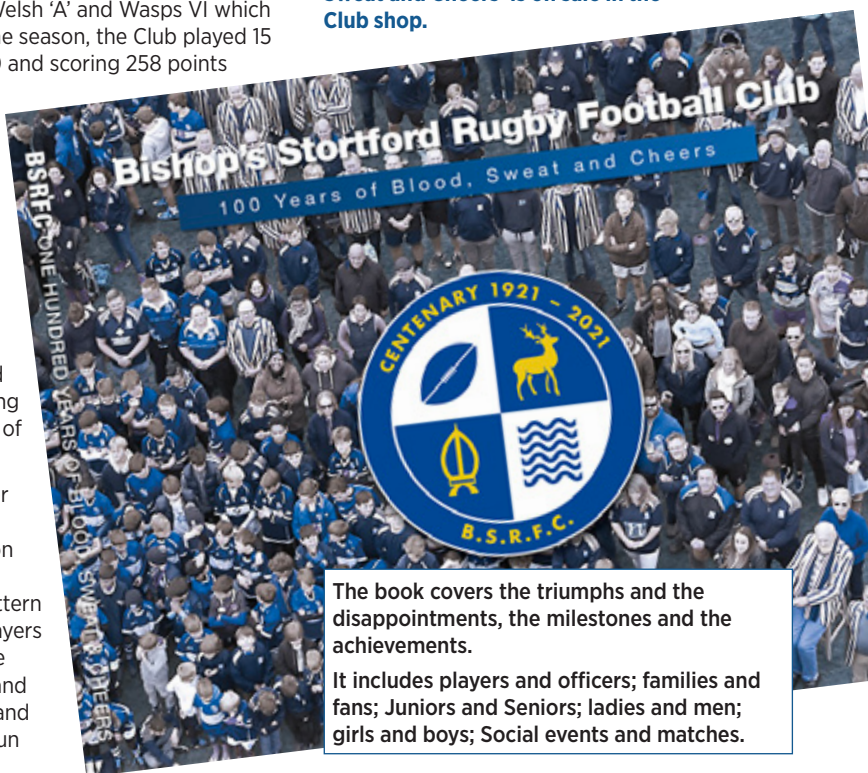 Welsh 'A' and Wasps VI which
season, the Club played 15
and scoring 258 points
of
on
and
and
Sweat and Cheers' is on sale in the
Club shop.
Bishop's Stortford Rugby Football Club
100 Years of Blood, Sweat and Cheers
BSRFC ONE HUNDRED YEARS OF BLOOD, SWEAT & CHEERS
CENTENARY 1921 – 2021
B.S.R.F.C.
The book covers the triumphs and the
disappointments, the milestones and the
achievements.
It includes players and officers; families and
fans; Juniors and Seniors; ladies and men;
girls and boys; Social events and matches.